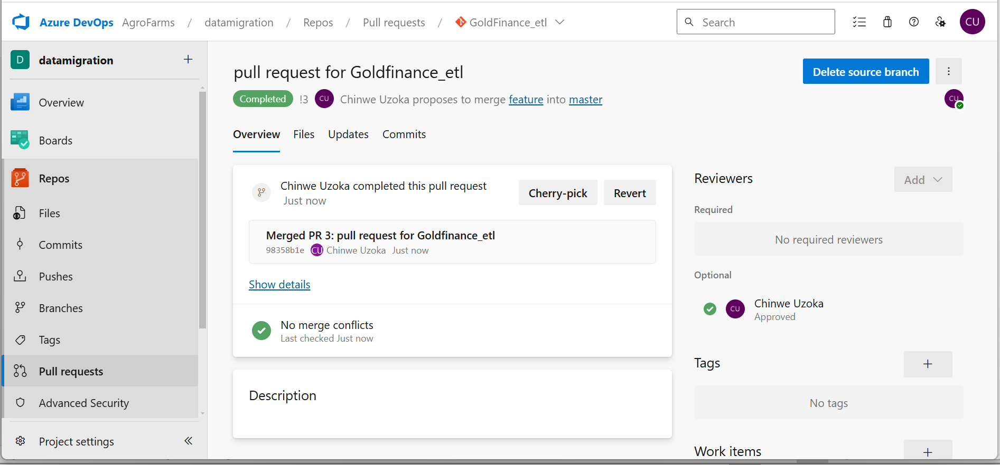 Azure DevOps AgroFarms / datamigration / Repos / Pull requests / GoldFinance_etl
Search
CU
D datamigration +
Overview
Boards
Repos
Files
Commits
Pushes
Branches
Tags
Pull requests
Advanced Security
Project settings
pull request for Goldfinance_etl
Delete source branch
Completed !3 CU Chinwe Uzoka proposes to merge feature into master
CU
Overview Files Updates Commits
Chinwe Uzoka completed this pull request
Just now
Cherry-pick Revert
Merged PR 3: pull request for Goldfinance_etl
98358b1e CU Chinwe Uzoka Just now
Show details
No merge conflicts
Last checked Just now
Description
Reviewers Add
Required
No required reviewers
Optional
CU Chinwe Uzoka
Approved
Tags +
No tags
Work items +